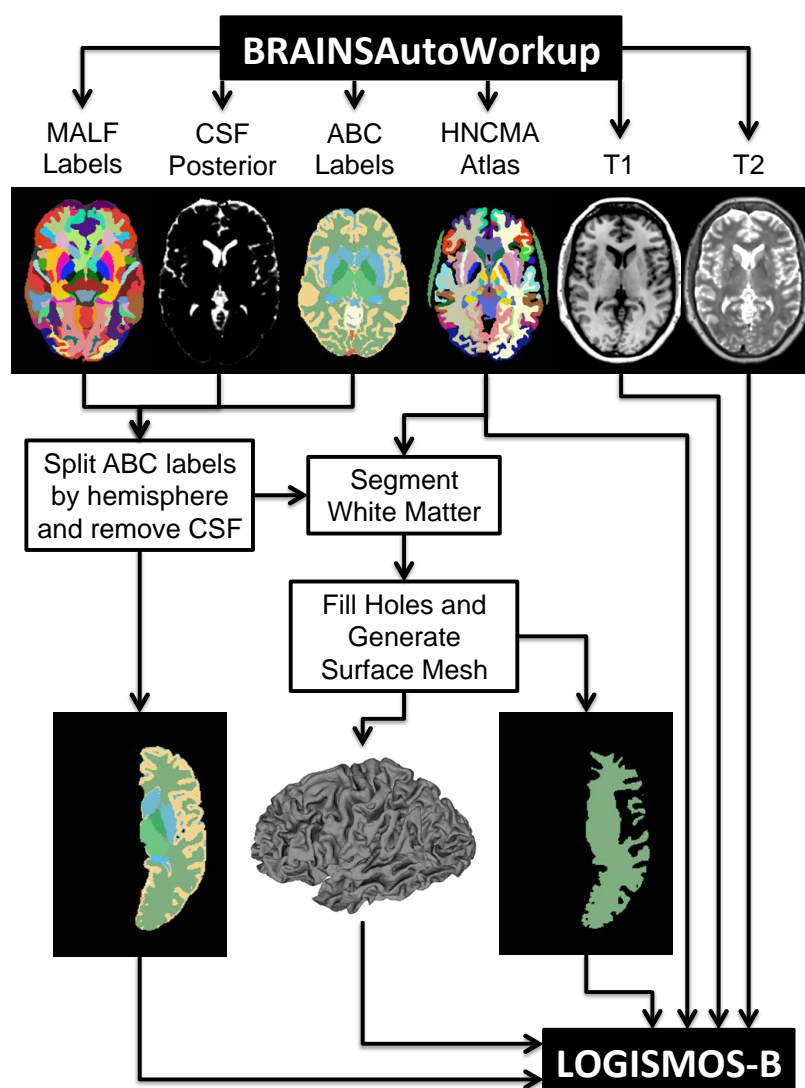 BRAINSAutoWorkup
MALF
Labels
CSF
Posterior
ABC
Labels
HNCMA
Atlas
T1
T2
Split ABC labels
by hemisphere
and remove CSF
Segment
White Matter
Fill Holes and
Generate
Surface Mesh
LOGISMOS-B